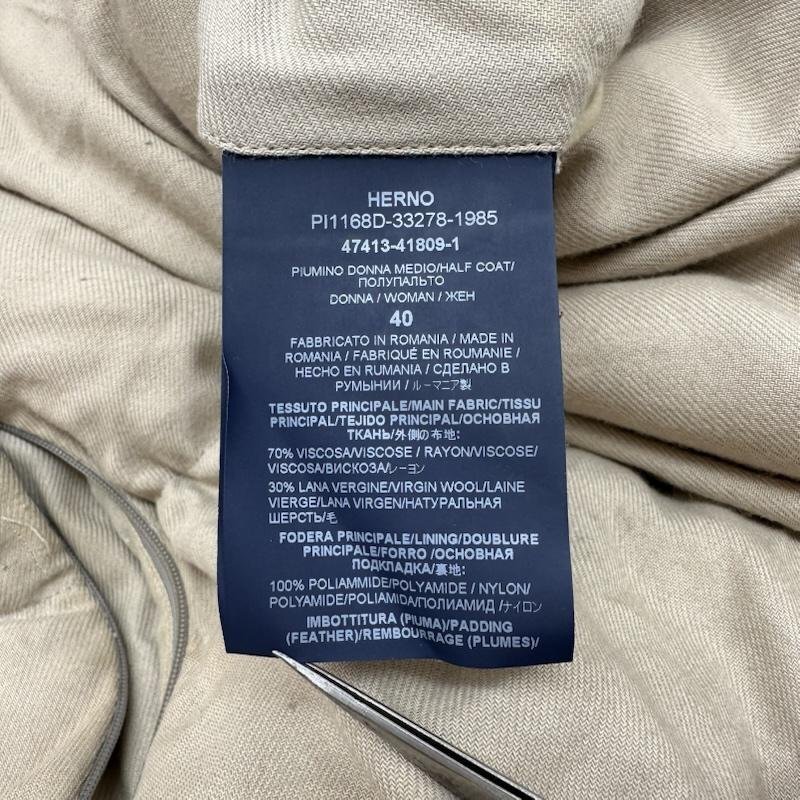 HERNO
PI1168D-33278-1985
47413-41809-1
PIUMINO DONNA MEDIO/HALF COAT/
ПОЛУПАЛЬТО
DONNA / WOMAN / ЖЕН
40
FABBRICATO IN ROMANIA / MADE IN
ROMANIA / FABRIQUÉ EN ROUMANIE /
HECHO EN RUMANIA / СДЕЛАНО В
РУМЫНИИ / ルーマニア製
TESSUTO PRINCIPALE/MAIN FABRIC/TISSU
PRINCIPAL/TEJIDO PRINCIPAL/ОСНОВНАЯ
ТКАНЬ/外側の布地:
70% VISCOSA/VISCOSE / RAYON/VISCOSE/
VISCOSA/ВИСКОЗА/レーヨン
30% LANA VERGINE/VIRGIN WOOL/LAINE
VIERGE/LANA VIRGEN/НАТУРАЛЬНАЯ
ШЕРСТЬ/毛
FODERA PRINCIPALE/LINING/DOUBLURE
PRINCIPALE/FORRO /ОСНОВНАЯ
ПОДКЛАДКА/裏地:
100% POLIAMMIDE/POLYAMIDE / NYLON/
POLYAMIDE/POLIAMIDA/ПОЛИАМИД /ナイロン
IMBOTTITURA (PIUMA)/PADDING
(FEATHER)/REMBOURRAGE (PLUMES)/